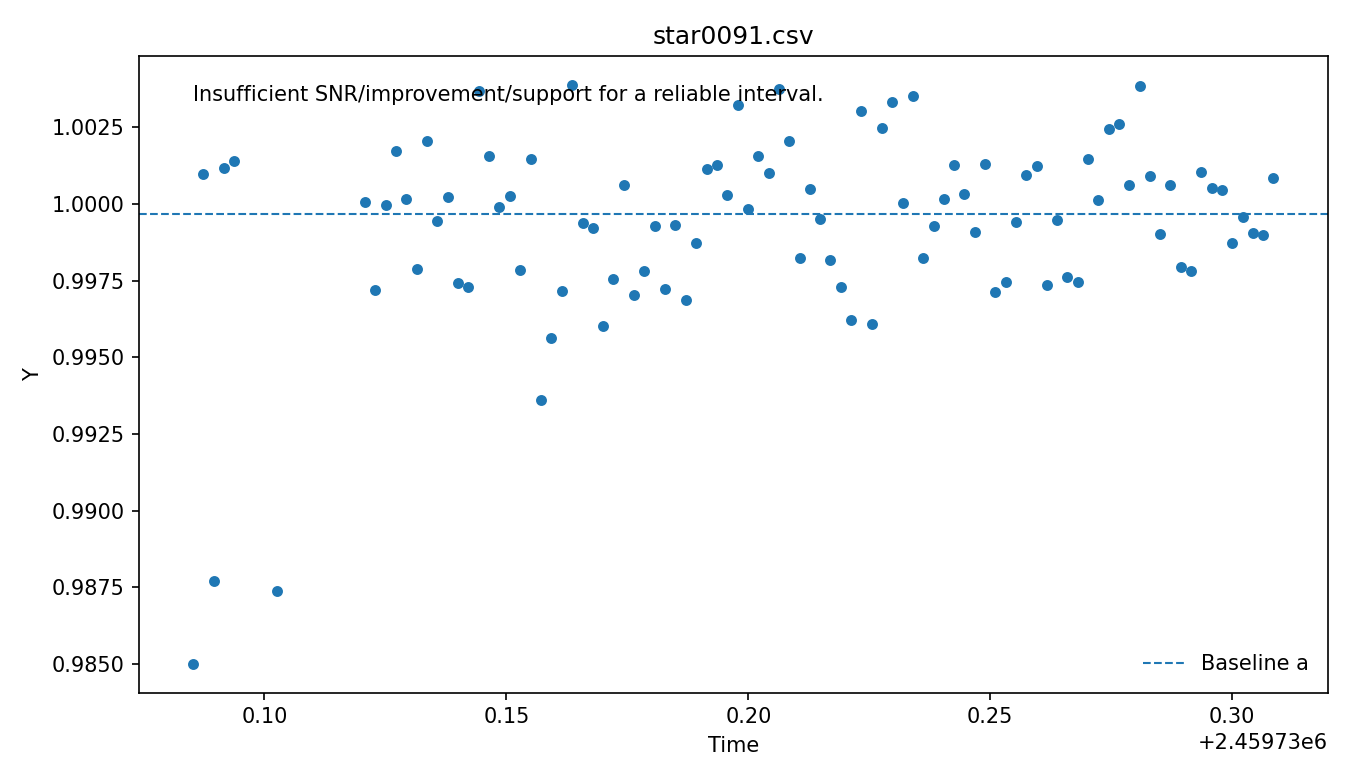 star0091.csv
Insufficient SNR/improvement/support for a reliable interval.
1.0025
1.0000
0.9975
0.9950
0.9925
0.9900
0.9875
0.9850
Y
Baseline a
0.10 0.15 0.20 0.25 0.30
Time
+2.45973e6